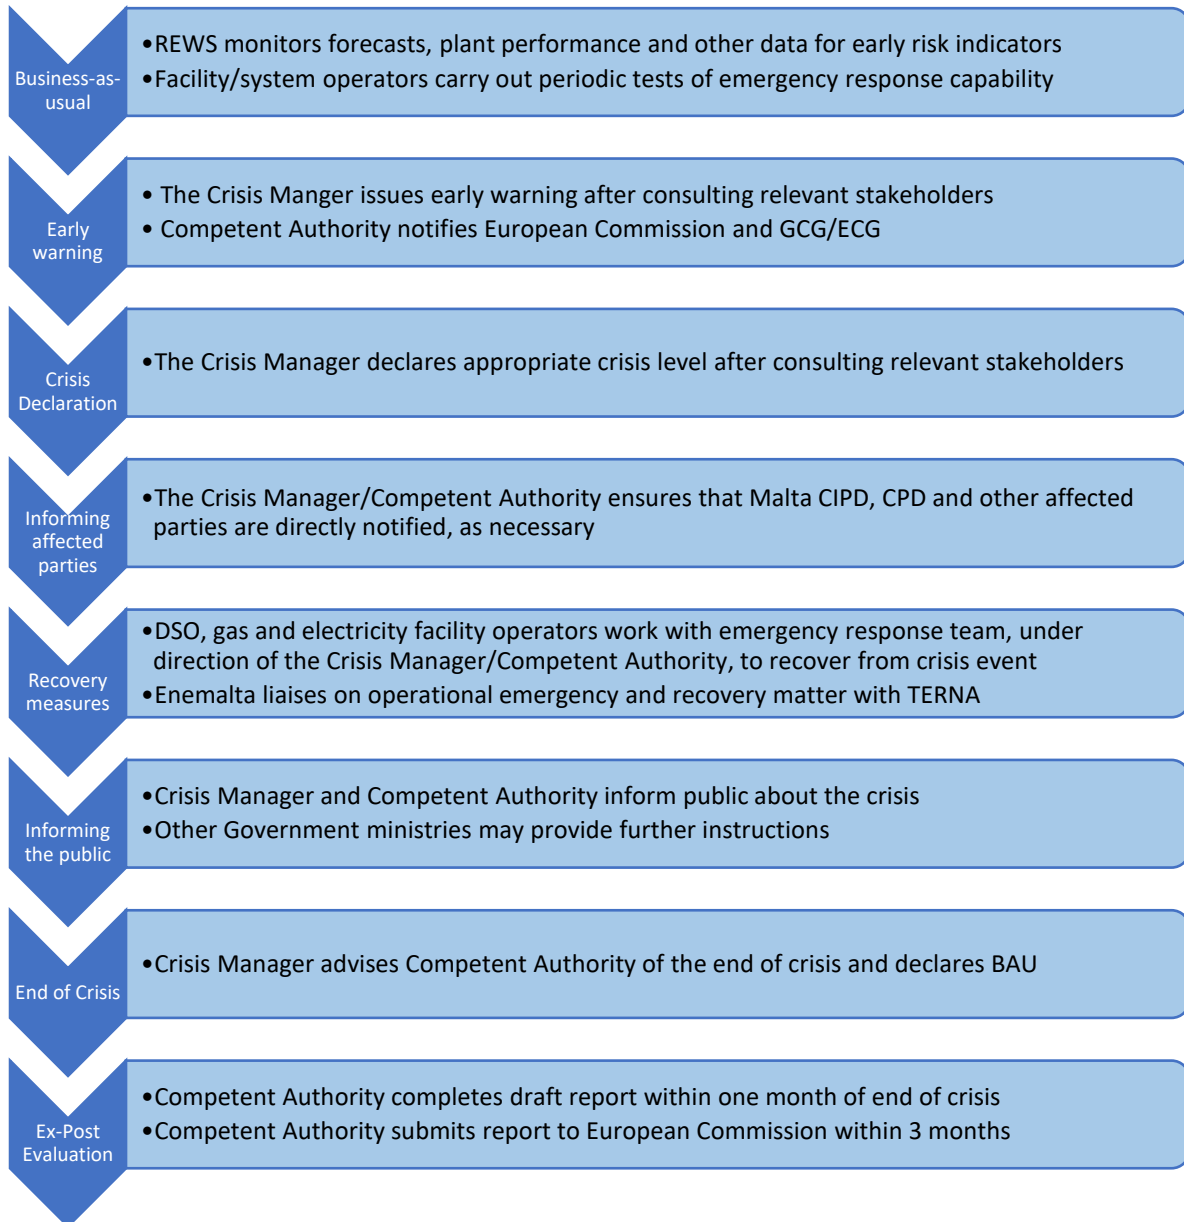 Business-as-
usual
•REWS monitors forecasts, plant performance and other data for early risk indicators
•Facility/system operators carry out periodic tests of emergency response capability
Early
warning
• The Crisis Manger issues early warning after consulting relevant stakeholders
• Competent Authority notifies European Commission and GCG/ECG
Crisis
Declaration
•The Crisis Manager declares appropriate crisis level after consulting relevant stakeholders
Informing
affected
parties
•The Crisis Manager/Competent Authority ensures that Malta CIPD, CPD and other affected
parties are directly notified, as necessary
Recovery
measures
•DSO, gas and electricity facility operators work with emergency response team, under
direction of the Crisis Manager/Competent Authority, to recover from crisis event
•Enemalta liaises on operational emergency and recovery matter with TERNA
Informing
the public
•Crisis Manager and Competent Authority inform public about the crisis
•Other Government ministries may provide further instructions
End of Crisis
•Crisis Manager advises Competent Authority of the end of crisis and declares BAU
Ex-Post
Evaluation
•Competent Authority completes draft report within one month of end of crisis
•Competent Authority submits report to European Commission within 3 months